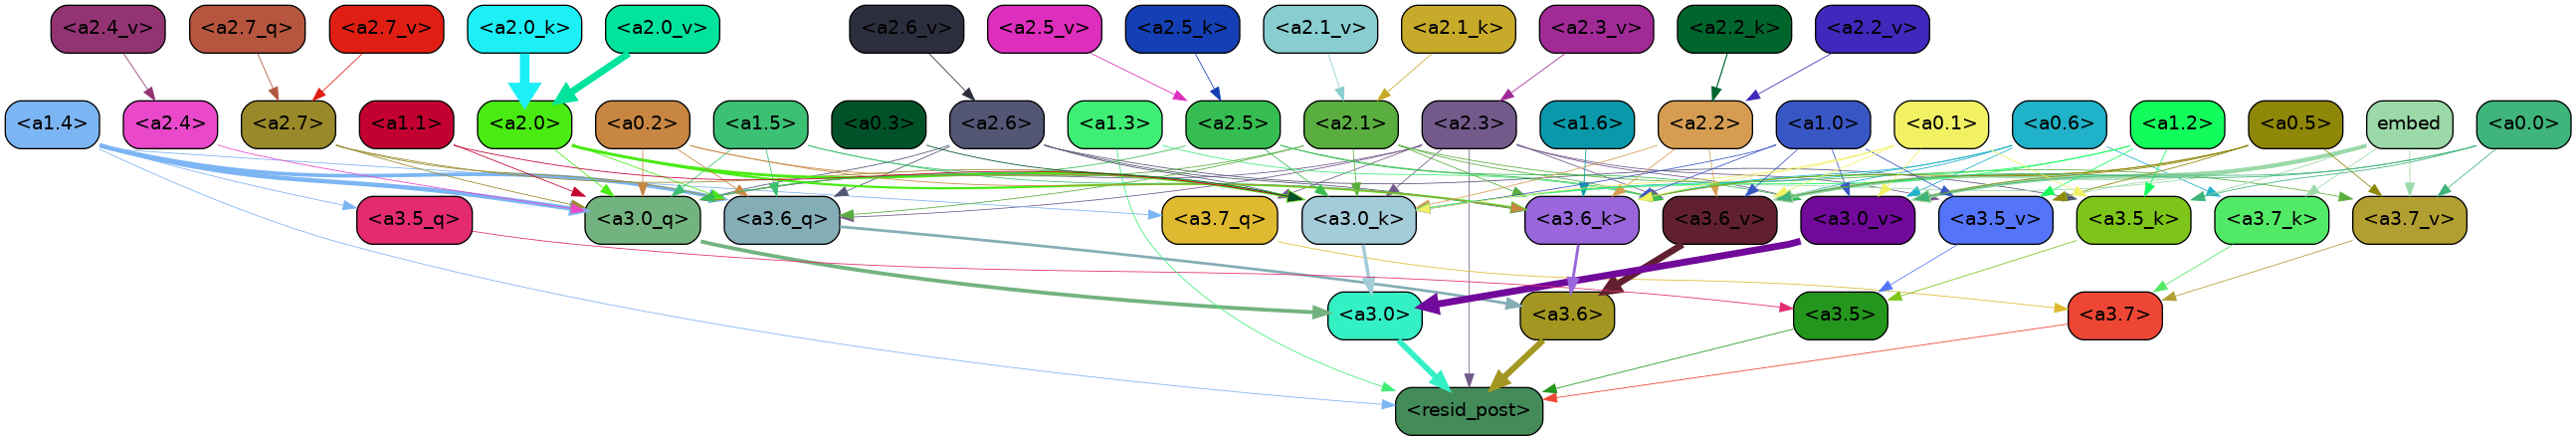 <a2.4_v> <a2.7_q> <a2.7_v> <a2.0_k> <a2.0_v> <a2.6_v> <a2.5_v> <a2.5_k> <a2.1_v> <a2.1_k> <a2.3_v> <a2.2_k> <a2.2_v>
<a1.4> <a2.4> <a2.7> <a1.1> <a2.0> <a0.2> <a1.5> <a0.3> <a2.6> <a1.3> <a2.5> <a2.1> <a2.3> <a1.6> <a2.2> <a1.0> <a0.1> <a0.6> <a1.2> <a0.5> embed <a0.0>
<a3.5_q> <a3.0_q> <a3.6_q> <a3.7_q> <a3.0_k> <a3.6_k> <a3.6_v> <a3.0_v> <a3.5_v> <a3.5_k> <a3.7_k> <a3.7_v>
<a3.0> <a3.6> <a3.5> <a3.7>
<resid_post>